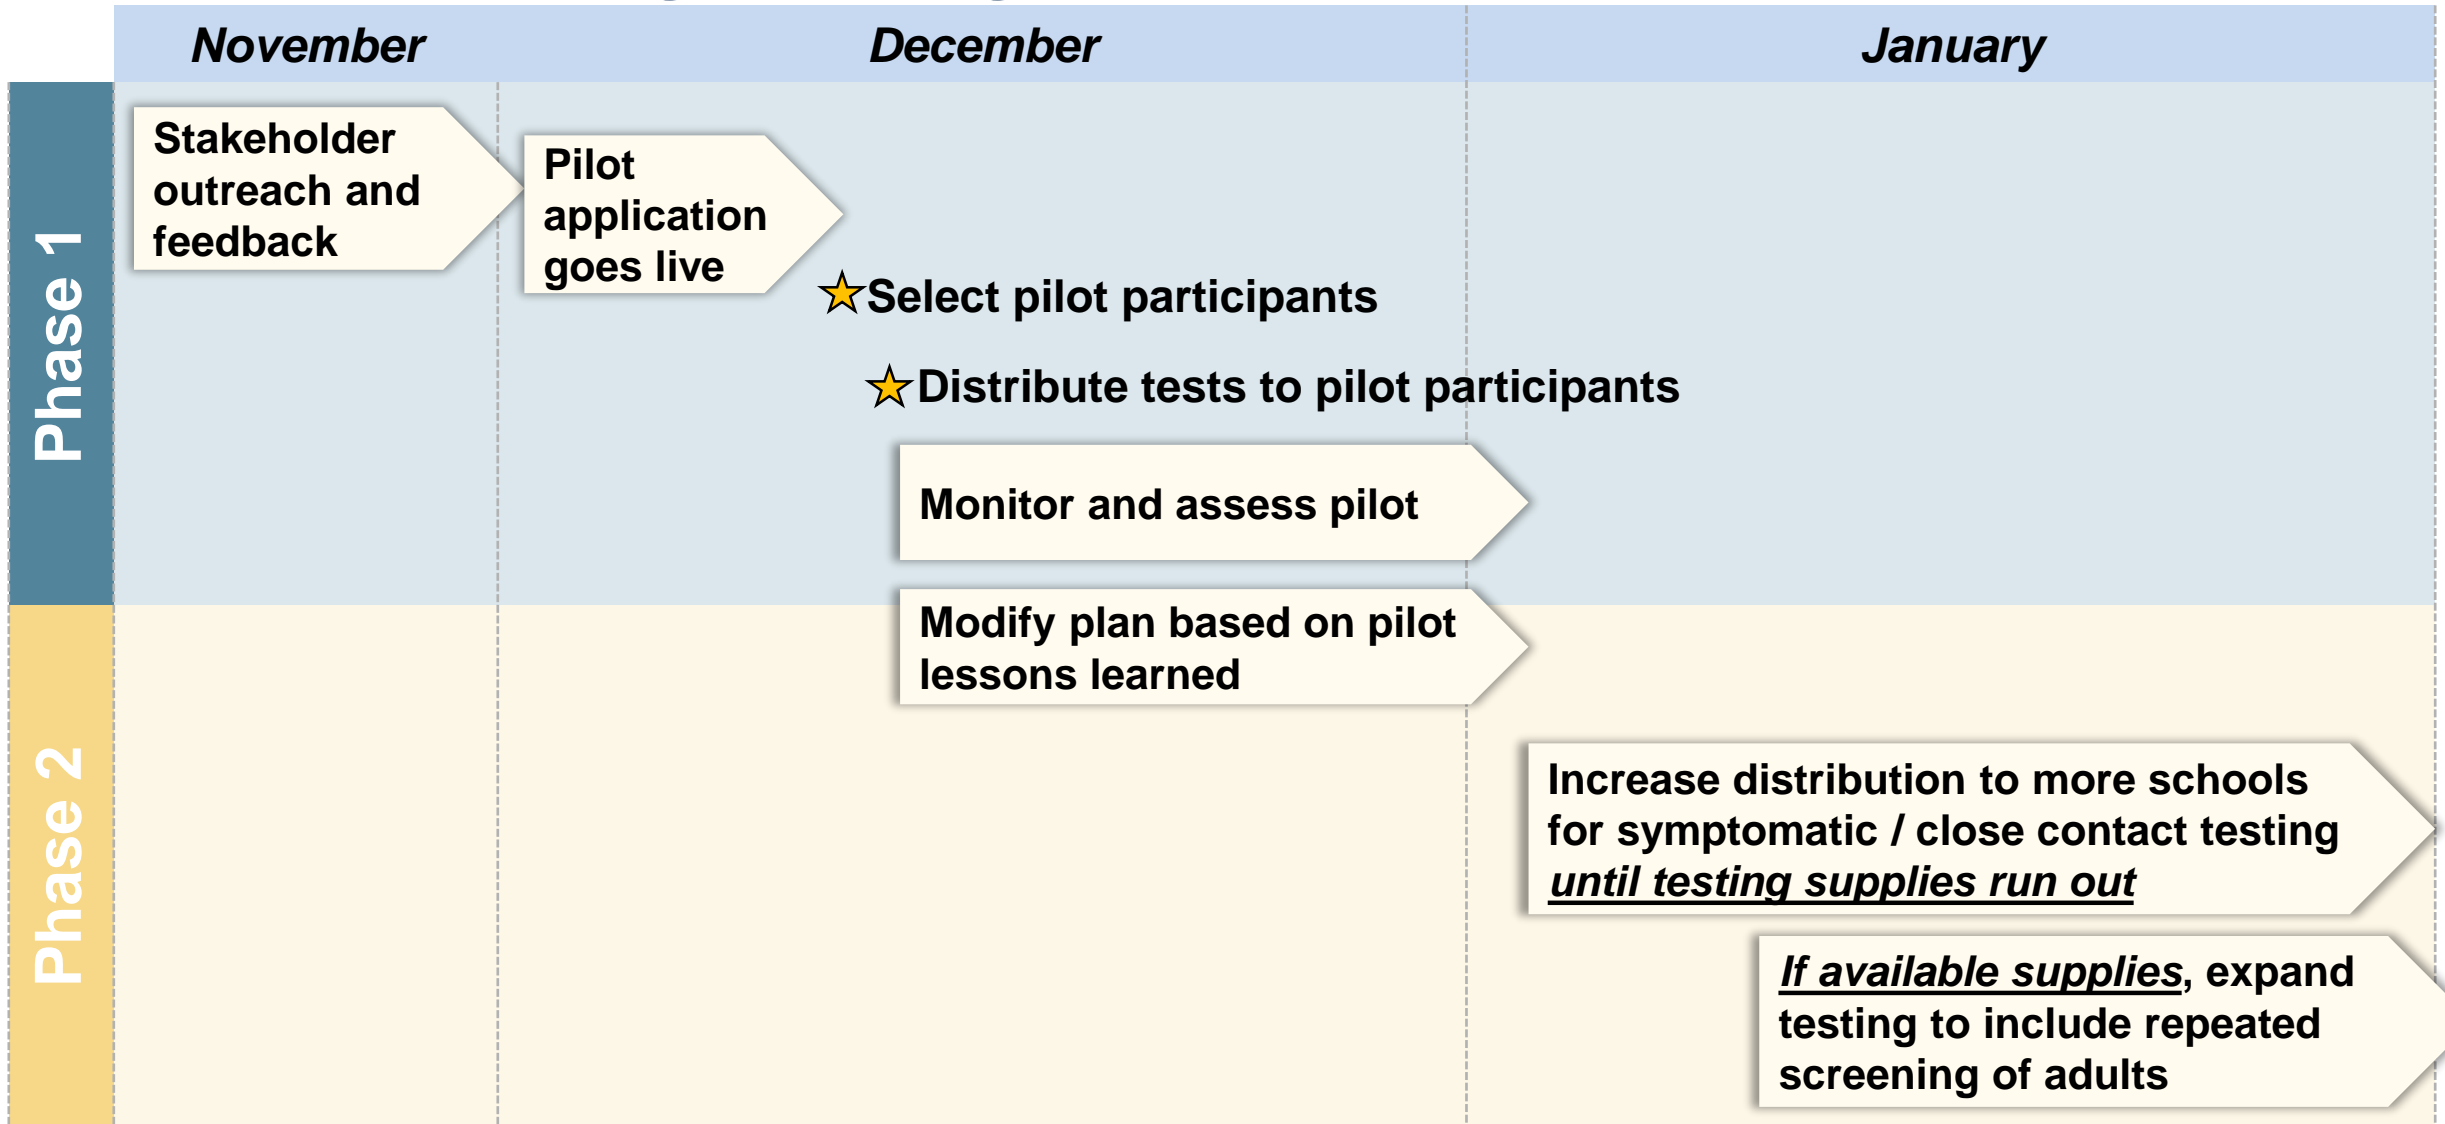 November
December
January
Phase 1
Stakeholder
outreach and
feedback
Pilot
application
goes live
Select pilot participants
Distribute tests to pilot participants
Monitor and assess pilot
Phase 2
Modify plan based on pilot
lessons learned
Increase distribution to more schools
for symptomatic / close contact testing
until testing supplies run out
If available supplies, expand
testing to include repeated
screening of adults